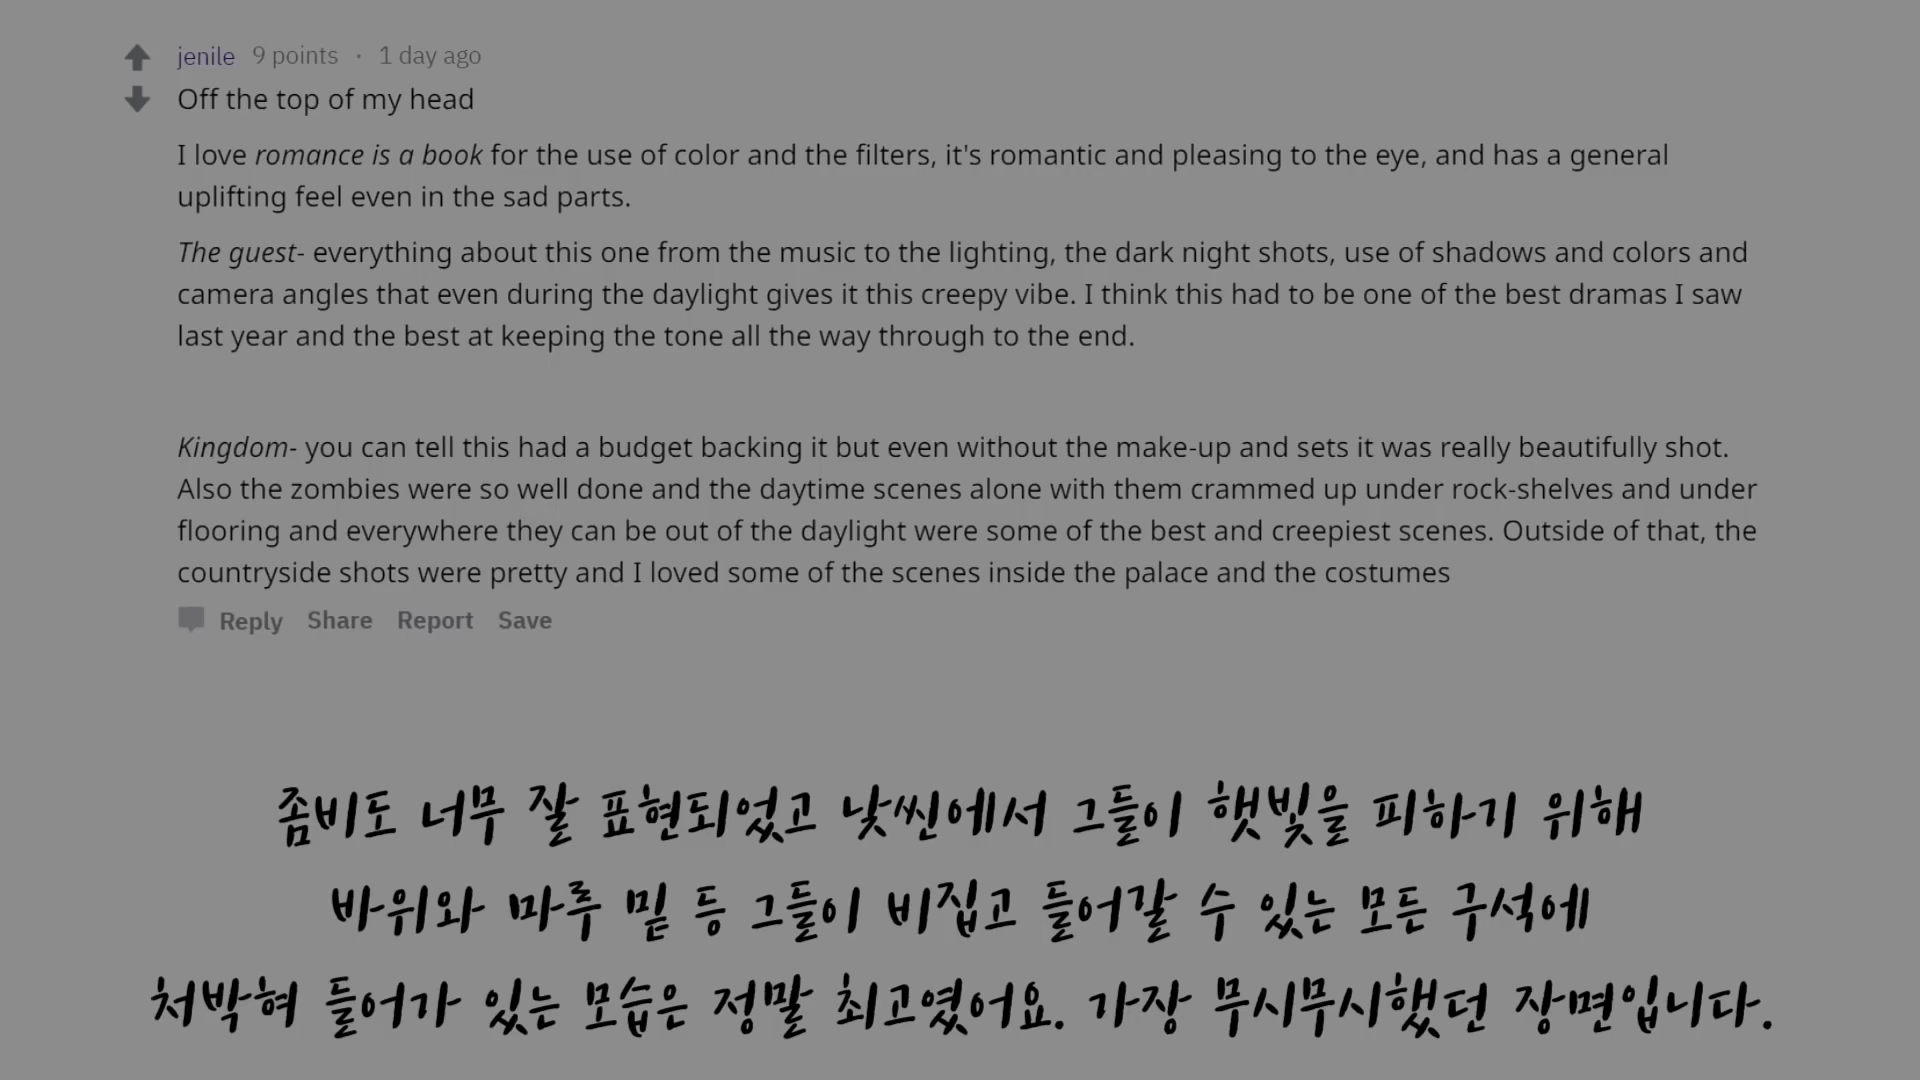 jenile 9 points · 1 day ago
Off the top of my head
I love romance is a book for the use of color and the filters, it's romantic and pleasing to the eye, and has a general
uplifting feel even in the sad parts.
The guest- everything about this one from the music to the lighting, the dark night shots, use of shadows and colors and
camera angles that even during the daylight gives it this creepy vibe. I think this had to be one of the best dramas I saw
last year and the best at keeping the tone all the way through to the end.
Kingdom- you can tell this had a budget backing it but even without the make-up and sets it was really beautifully shot.
Also the zombies were so well done and the daytime scenes alone with them crammed up under rock-shelves and under
flooring and everywhere they can be out of the daylight were some of the best and creepiest scenes. Outside of that, the
countryside shots were pretty and I loved some of the scenes inside the palace and the costumes
Reply Share Report Save
좀비도 너무 잘 표현되었고 낮씬에서 그들이 햇빛을 피하기 위해
바위와 마루 밑 등 그들이 비집고 들어갈 수 있는 모든 구석에
처박혀 들어가 있는 모습은 정말 최고였어요. 가장 무시무시했던 장면입니다.